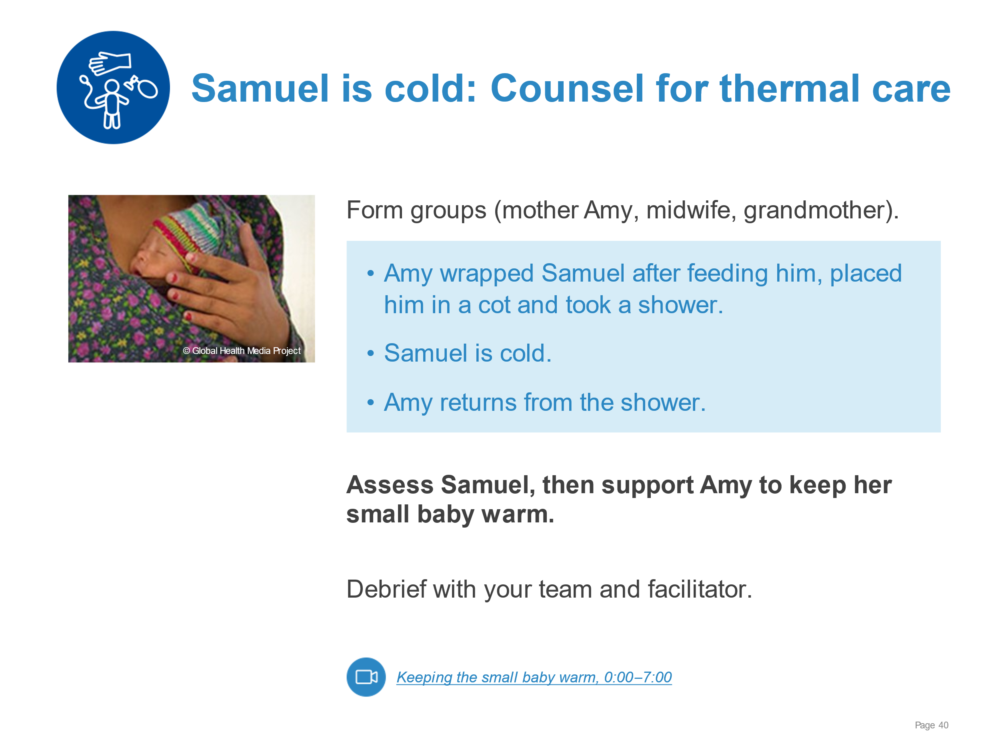 Samuel is cold: Counsel for thermal care
© Global Health Media Project
Form groups (mother Amy, midwife, grandmother).
• Amy wrapped Samuel after feeding him, placed
him in a cot and took a shower.
• Samuel is cold.
• Amy returns from the shower.
Assess Samuel, then support Amy to keep her
small baby warm.
Debrief with your team and facilitator.
Keeping the small baby warm, 0:00–7:00
Page 40